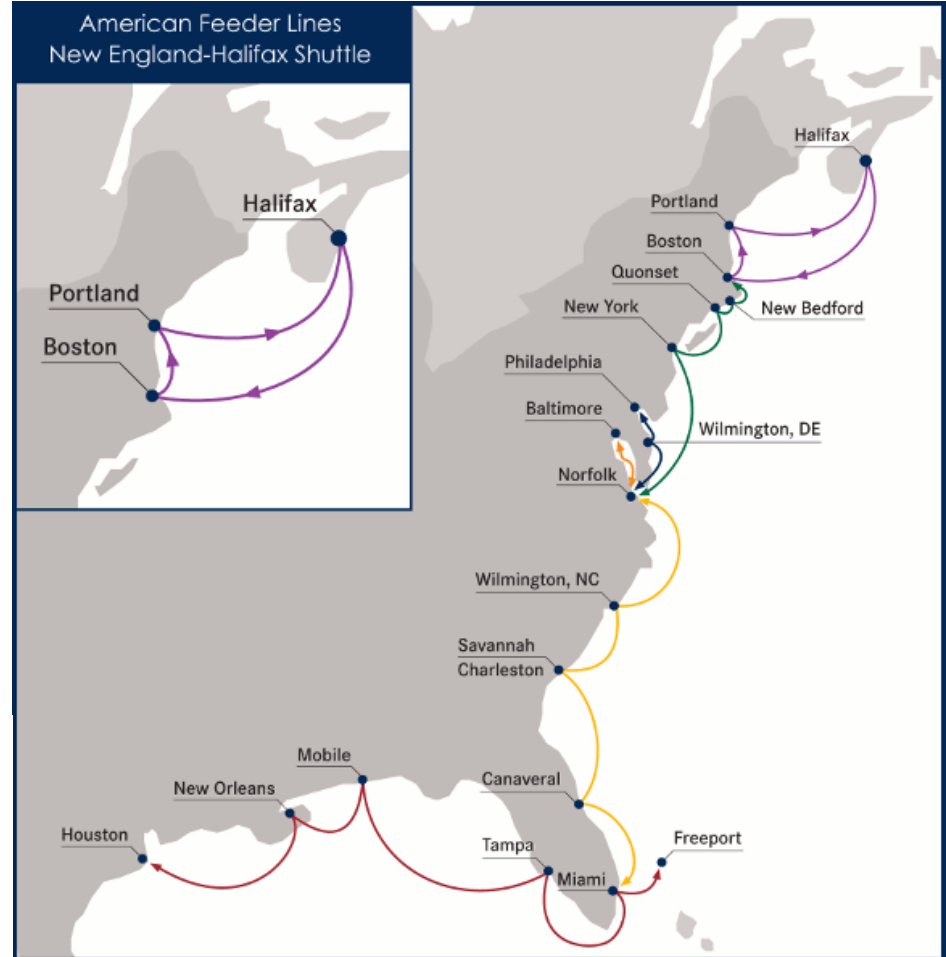 American Feeder Lines
New England-Halifax Shuttle
Halifax
Portland
Boston
Halifax
Portland
Boston
Quonset
New Bedford
New York
Philadelphia
Baltimore
Wilmington, DE
Norfolk
Wilmington, NC
Savannah
Charleston
Mobile
Canaveral
New Orleans
Houston
Tampa
Freeport
Miami